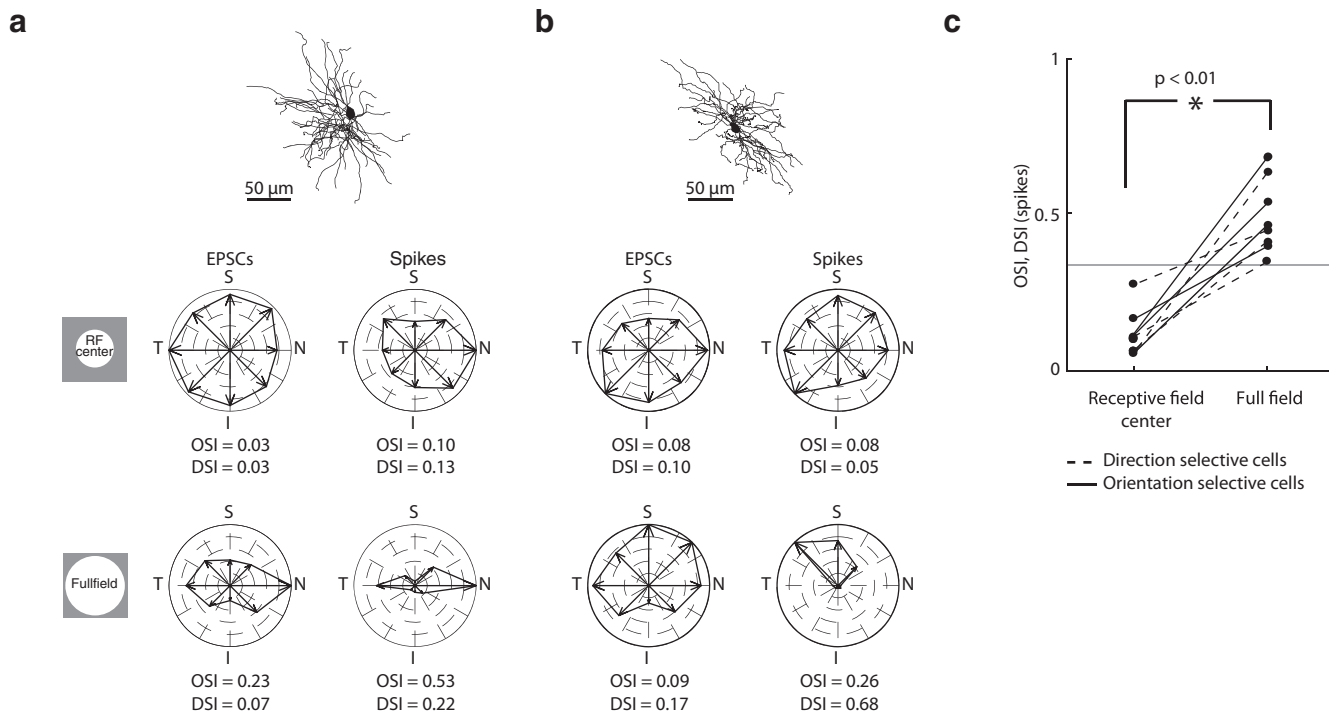 a
b
c
50 µm
50 µm
EPSCs
Spikes
EPSCs
Spikes
S
S
S
S
RF
center
T
N
T
N
T
N
T
N
I
I
I
I
OSI = 0.03
DSI = 0.03
OSI = 0.10
DSI = 0.13
OSI = 0.08
DSI = 0.10
OSI = 0.08
DSI = 0.05
S
S
S
S
Fullfield
T
N
T
N
T
N
T
N
I
I
I
I
OSI = 0.23
DSI = 0.07
OSI = 0.53
DSI = 0.22
OSI = 0.09
DSI = 0.17
OSI = 0.26
DSI = 0.68
1
p < 0.01
*
OSI, DSI (spikes)
0.5
0
Receptive field
center
Full field
Direction selective cells
Orientation selective cells